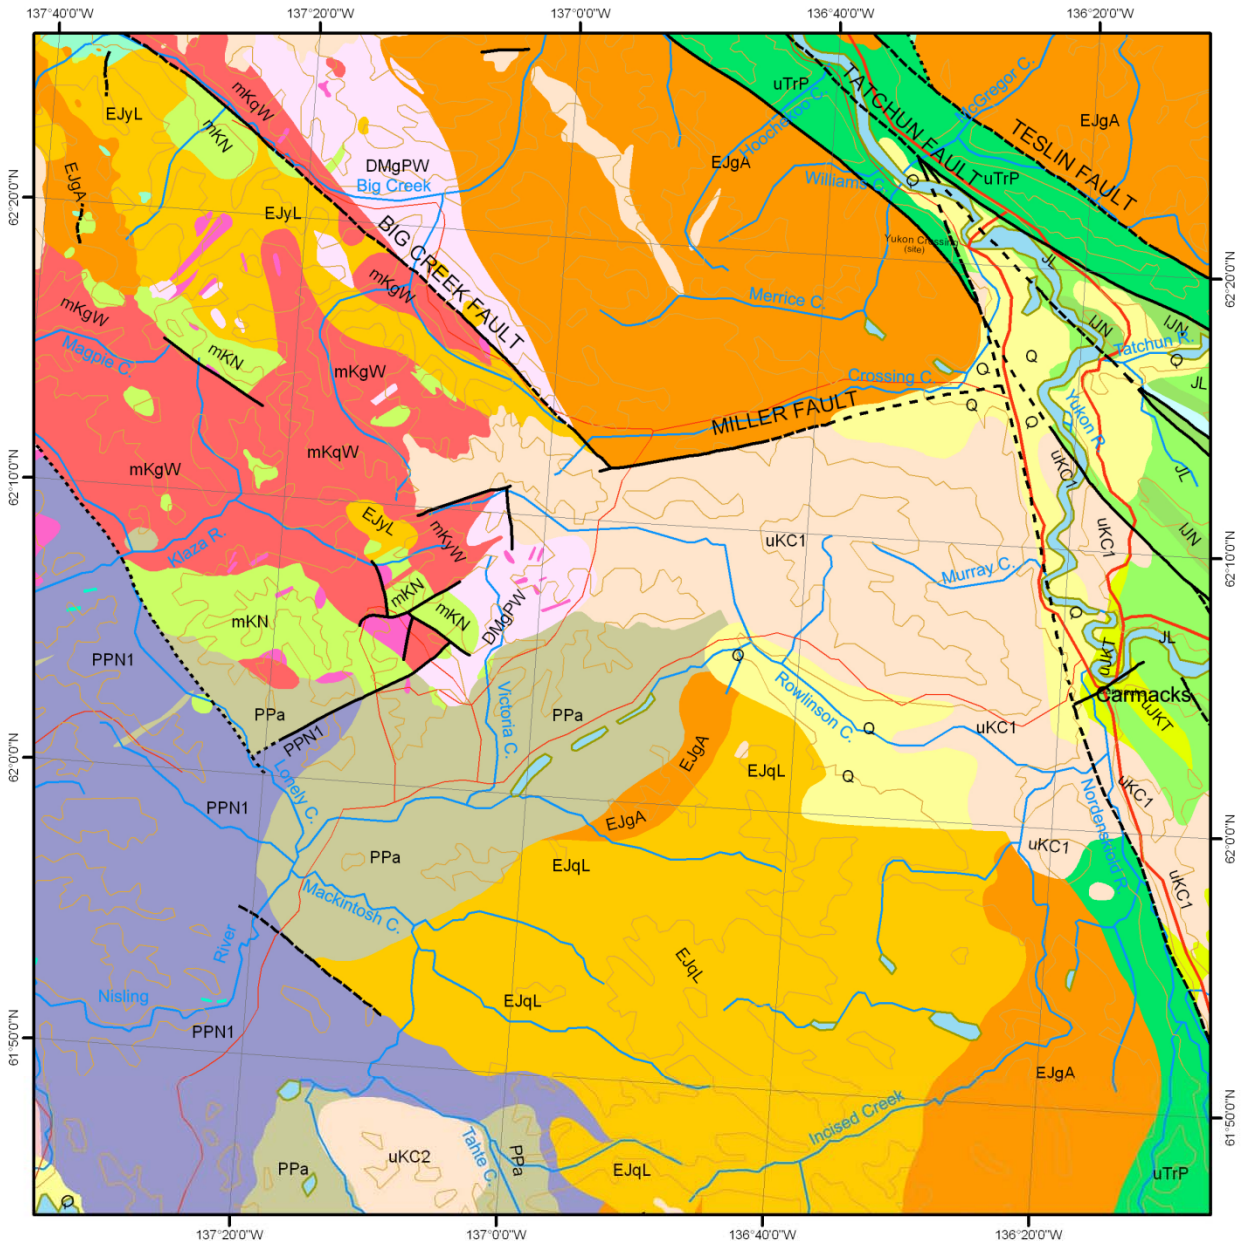 137°40'0"W 137°20'0"W 137°0'0"W 136°40'0"W 136°20'0"W
EJyL
mKqW
mKN
DMgPW
Big Creek
EJgA
62°20'0"N
EJyL
BIG CREEK FAULT
mKgW
mKgW
Magpie C.
mKN
mKgW
uTrP
TATCHUN FAULT
McGregor C.
Hoochekoo C.
EJgA
EJgA
TESLIN FAULT
Williams C.
Q
uTrP
Yukon Crossing
(site)
JL
62°20'0"N
Merrice C.
lJN
lJN
Tatchun R.
Q
Q
Q
JL
Crossing C.
Q
Q
MILLER FAULT
Yukon R.
mKgW
mKqW
62°10'0"N
uKC1
JL
EJyL
mKyW
Klaza R.
uKC1
uKC1
lJN
62°10'0"N
Murray C.
mKN
mKN
mKN
DMgPW
Q
JL
PPN1
uJKT
Q
Carmacks
uJKT
PPa
PPa
Victoria C.
Rowlinson C.
uKC1
Q
PPN1
62°0'0"N
Lonely C.
EJgA
EJqL
Q
Nordenskiold R.
uKC1
PPN1
EJgA
62°0'0"N
PPa
EJqL
uKC1
uKC1
Mackintosh C.
River
EJqL
Nisling
EJqL
PPN1
61°50'0"N
EJgA
Incised Creek
61°50'0"N
uKC2
Tahte C.
PPa
PPa
EJqL
uTrP
Q
137°20'0"W 137°0'0"W 136°40'0"W 136°20'0"W